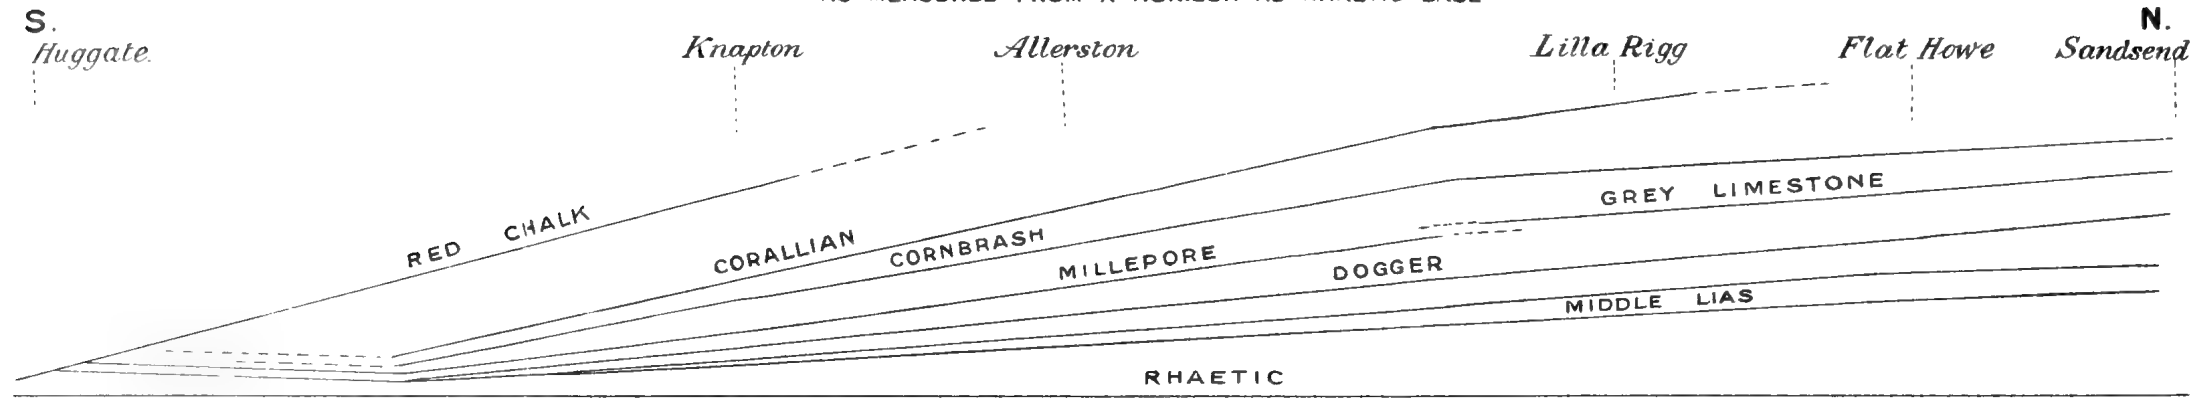 S. N.
Huggate. Knapton Allerston Lilla Rigg Flat Howe Sandsend
RED CHALK
CORALLIAN
CORNBRASH
MILLEPORE
DOGGER
GREY LIMESTONE
MIDDLE LIAS
RHAETIC